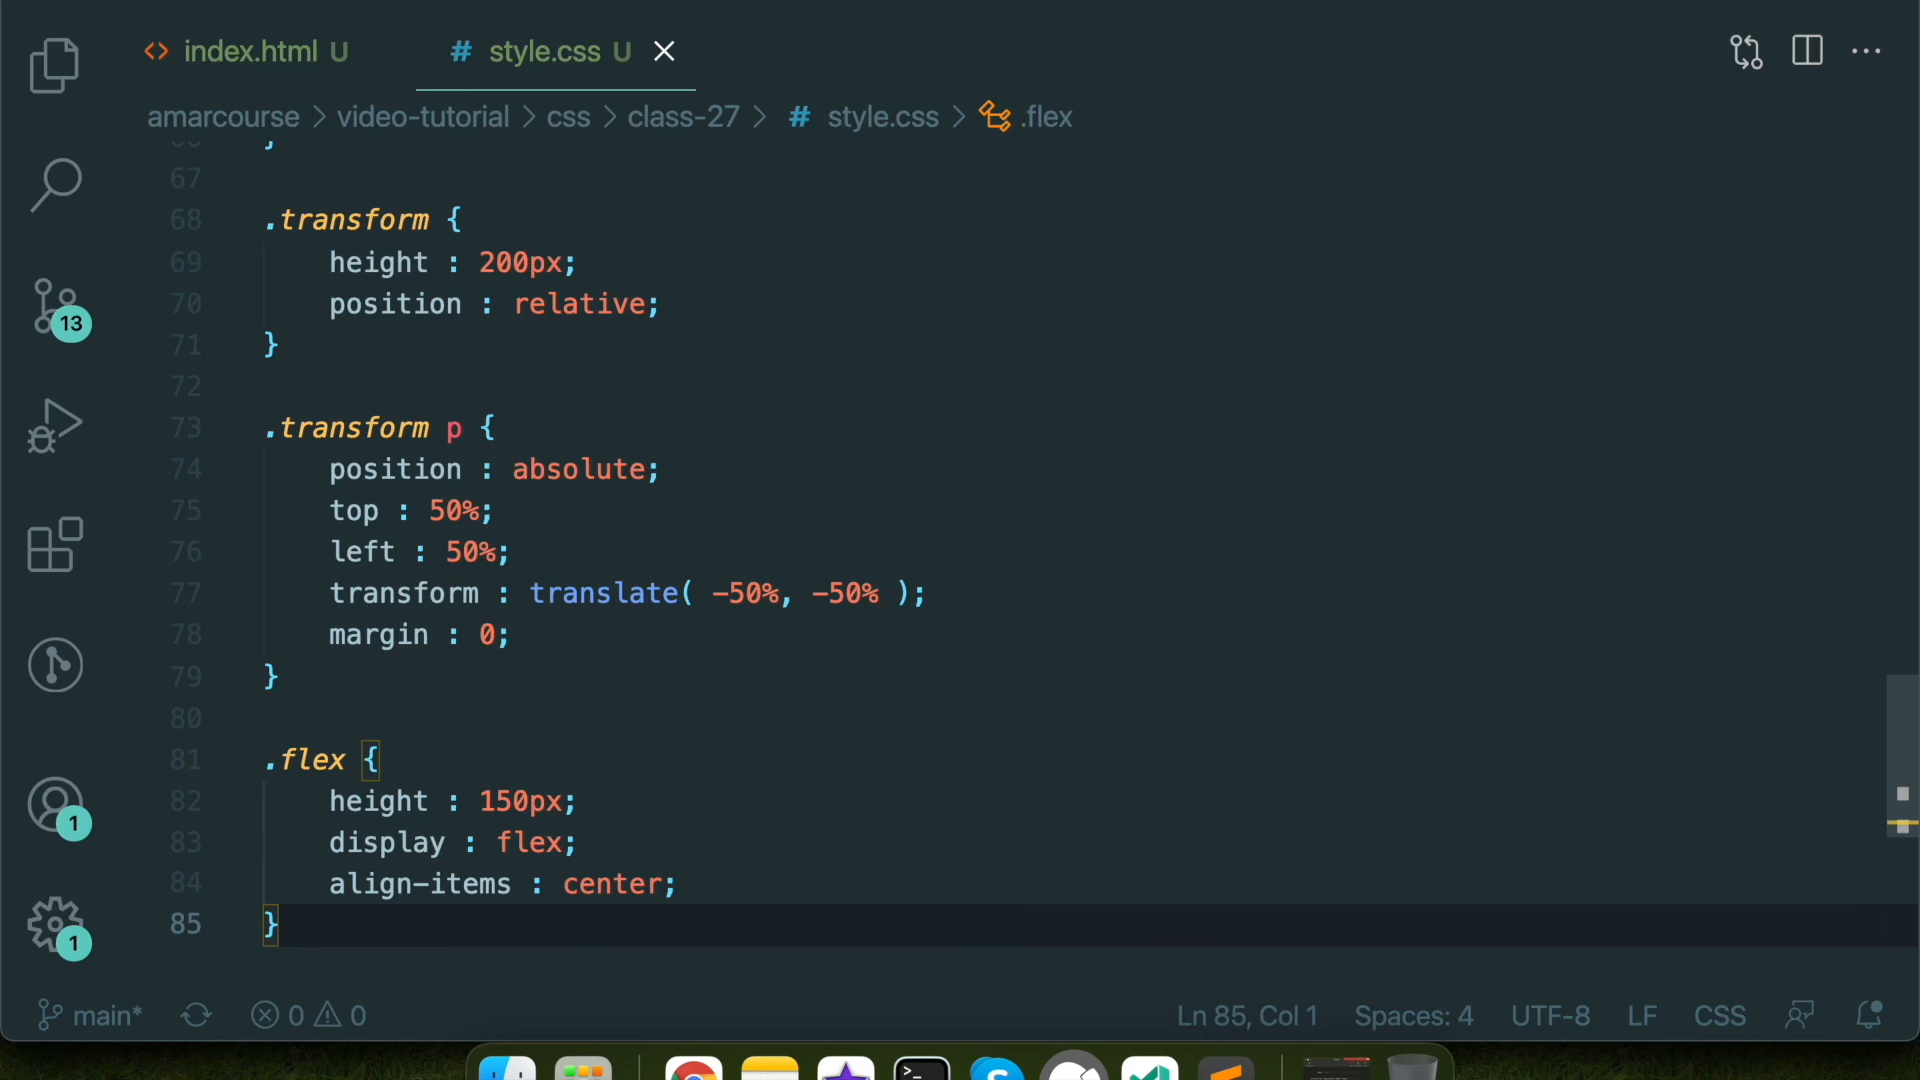 index.html U
style.css U
amarcourse > video-tutorial > css > class-27 > # style.css > .flex
66 }
67
68 .transform {
69 height : 200px;
70 position : relative;
71 }
72
73 .transform p {
74 position : absolute;
75 top : 50%;
76 left : 50%;
77 transform : translate( -50%, -50% );
78 margin : 0;
79 }
80
81 .flex {
82 height : 150px;
83 display : flex;
84 align-items : center;
85 }
13
1
1
main* 0 0 Ln 85, Col 1 Spaces: 4 UTF-8 LF CSS